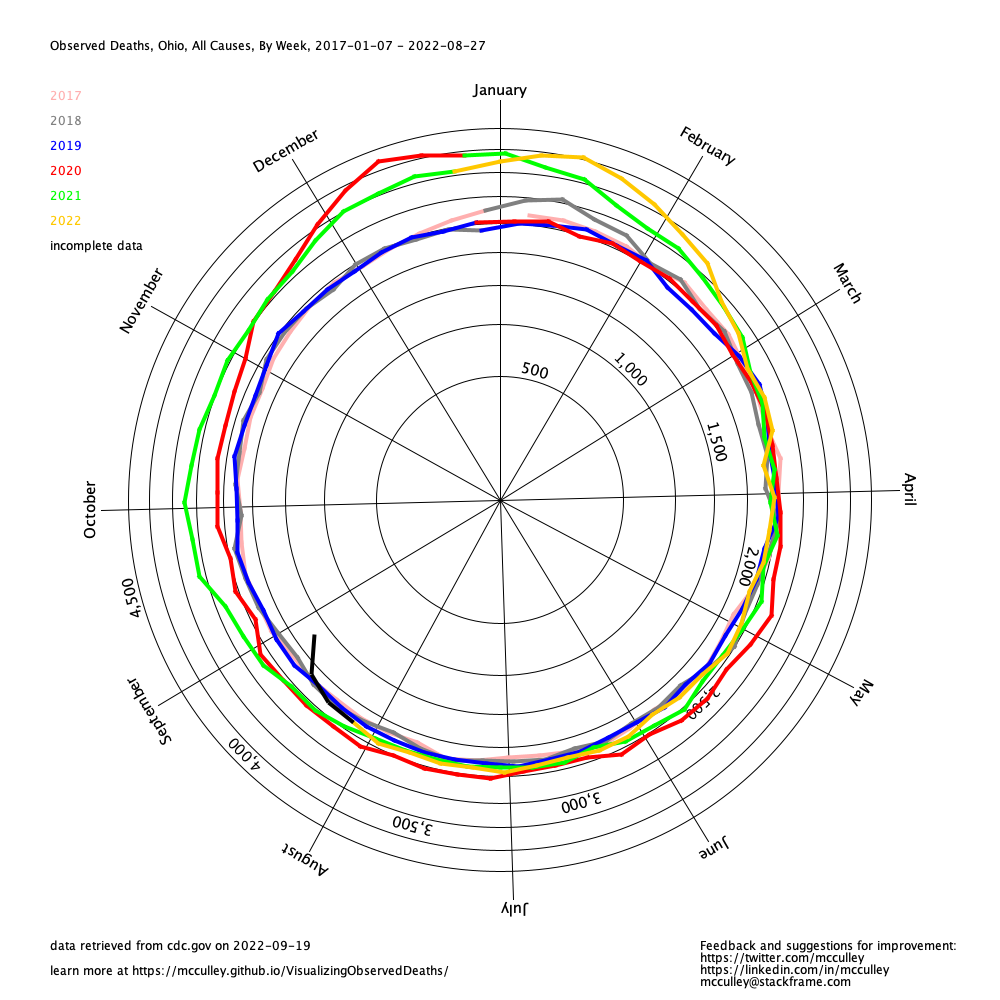 Observed Deaths, Ohio, All Causes, By Week, 2017-01-07 - 2022-08-27
2017
2018
2019
2020
2021
2022
incomplete data
January
February
March
April
May
June
July
August
September
October
November
December
500
1,000
1,500
2,000
2,500
3,000
3,500
4,000
4,500
data retrieved from cdc.gov on 2022-09-19
learn more at https://mcculley.github.io/VisualizingObservedDeaths/
Feedback and suggestions for improvement:
https://twitter.com/mcculley
https://linkedin.com/in/mcculley
mcculley@stackframe.com